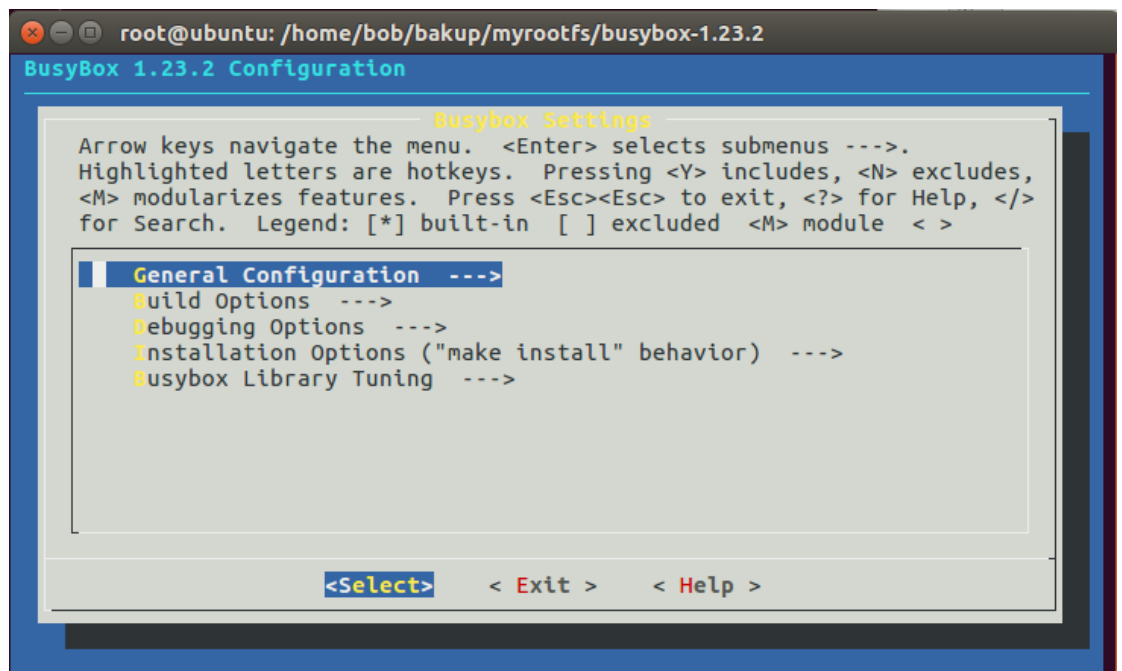 root@ubuntu: /home/bob/bakup/myrootfs/busybox-1.23.2
BusyBox 1.23.2 Configuration
Busybox Settings
Arrow keys navigate the menu.  <Enter> selects submenus --->.
Highlighted letters are hotkeys.  Pressing <Y> includes, <N> excludes,
<M> modularizes features.  Press <Esc><Esc> to exit, <?> for Help, </>
for Search.  Legend: [*] built-in  [ ] excluded  <M> module  < >
General Configuration  --->
Build Options  --->
Debugging Options  --->
Installation Options ("make install" behavior)  --->
Busybox Library Tuning  --->
<Select>    < Exit >    < Help >